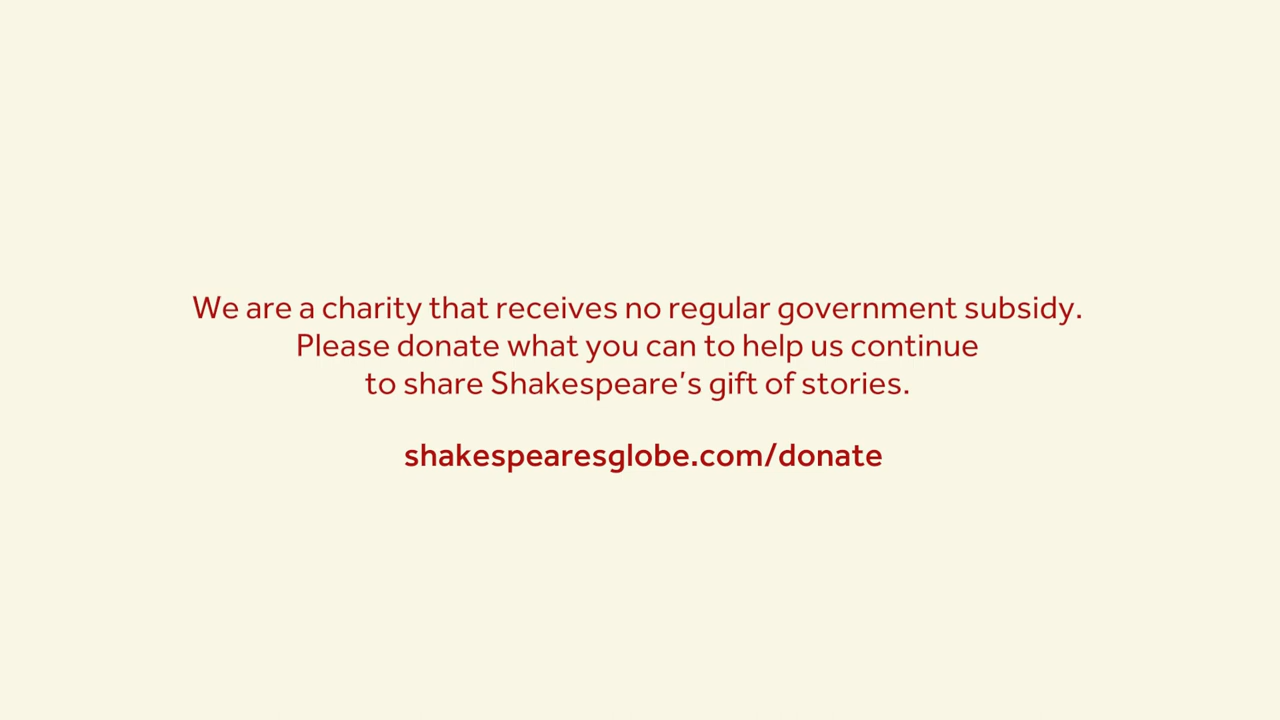 We are a charity that receives no regular government subsidy.
Please donate what you can to help us continue
to share Shakespeare's gift of stories.
shakespearesglobe.com/donate